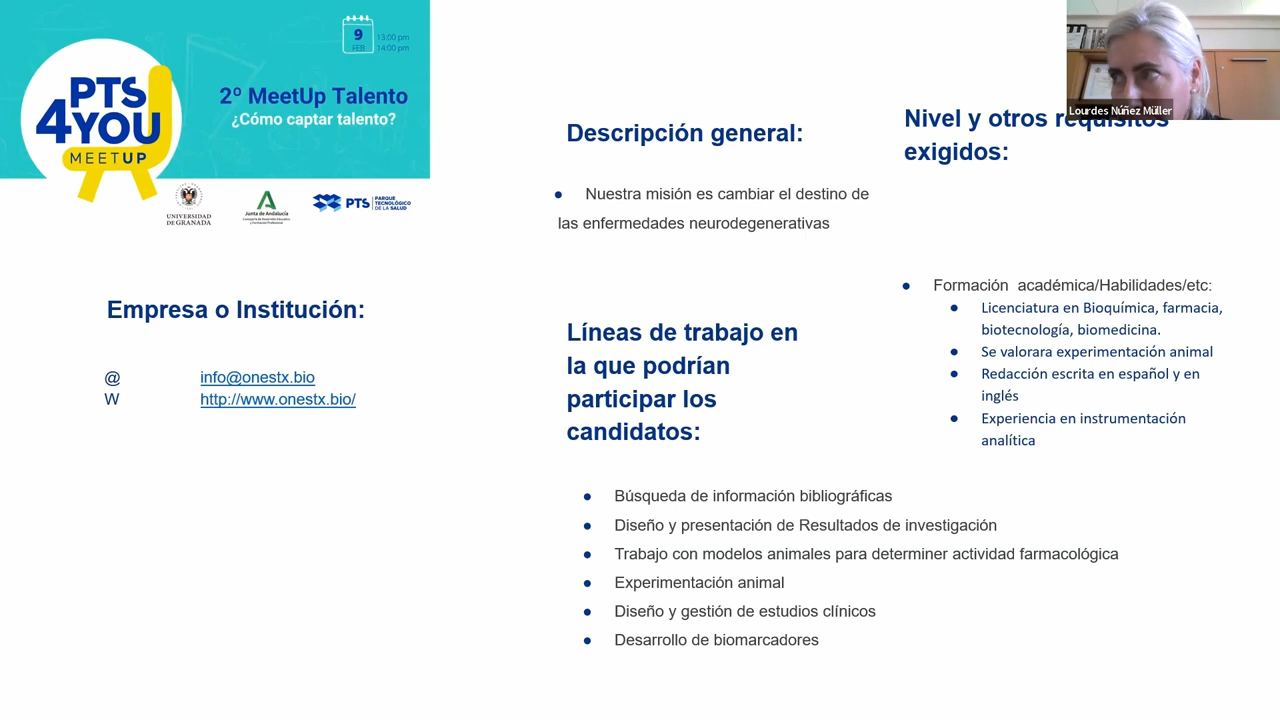 9
FEB
13:00 pm
14:00 pm
PTS
4YOU
MEETUP
2º MeetUp Talento
¿Cómo captar talento?
UNIVERSIDAD
DE GRANADA
Junta de Andalucía
PTS
PARQUE
TECNOLÓGICO
DE LA SALUD
Lourdes Núñez Müller
Empresa o Institución:
@ info@onestx.bio
W http://www.onestx.bio/
Descripción general:
● Nuestra misión es cambiar el destino de
las enfermedades neurodegenerativas
Líneas de trabajo en
la que podrían
participar los
candidatos:
● Búsqueda de información bibliográficas
● Diseño y presentación de Resultados de investigación
● Trabajo con modelos animales para determiner actividad farmacológica
● Experimentación animal
● Diseño y gestión de estudios clínicos
● Desarrollo de biomarcadores
Nivel y otros requisitos
exigidos:
● Formación académica/Habilidades/etc:
● Licenciatura en Bioquímica, farmacia,
biotecnología, biomedicina.
● Se valorara experimentación animal
● Redacción escrita en español y en
inglés
● Experiencia en instrumentación
analítica